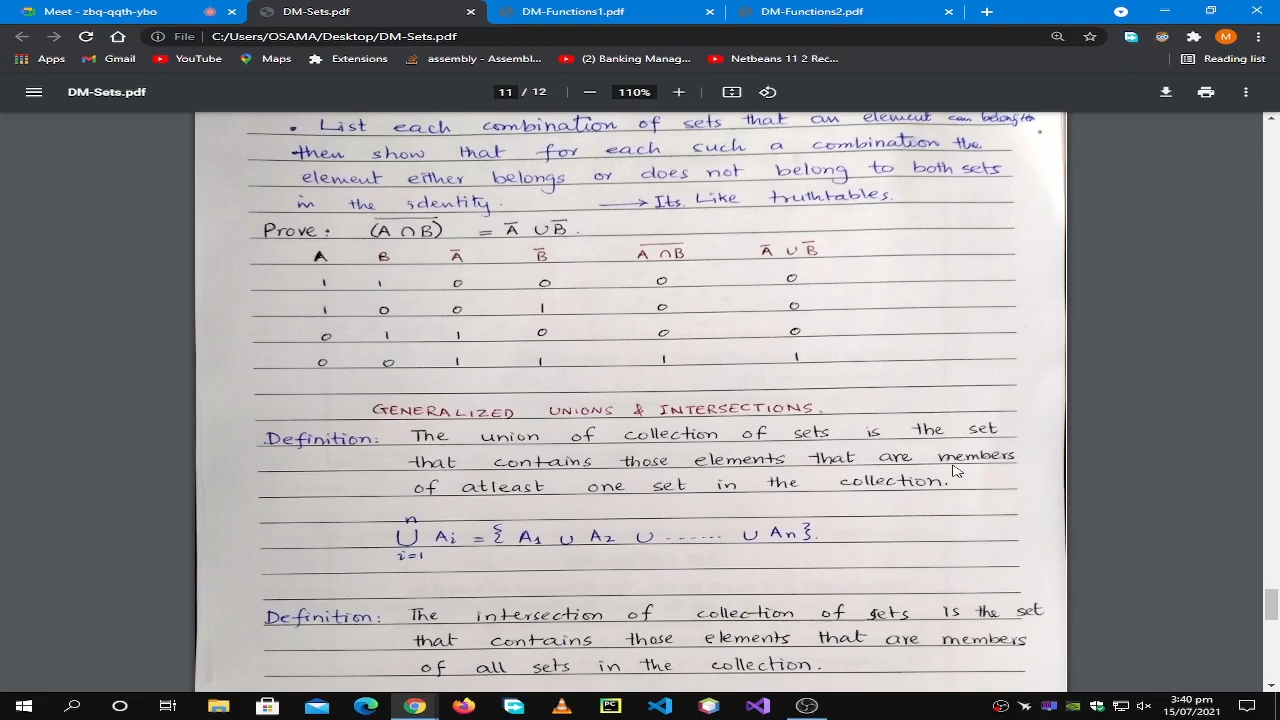 Meet - zbq-qqth-ybo
DM-Sets.pdf
DM-Functions1.pdf
DM-Functions2.pdf
File C:/Users/OSAMA/Desktop/DM-Sets.pdf
M
Apps Gmail YouTube Maps Extensions assembly - Assembl... (2) Banking Manag... Netbeans 11 2 Rec... Reading list
DM-Sets.pdf 11 / 12 110%
• List each combination of sets that an element can belong to
then show that for each such a combination the
element either belongs or does not belong to both sets
in the identity. → Its Like truthtables.
Prove: (A̅ ̅∩̅ ̅B̅) = A̅ ∪ B̅.
A B A̅ B̅ A̅ ̅∩̅ ̅B̅ A̅ ∪ B̅
1 1 0 0 0 0
1 0 0 1 0 0
0 1 1 0 0 0
0 0 1 1 1 1
GENERALIZED UNIONS & INTERSECTIONS.
Definition: The union of collection of sets is the set
that contains those elements that are members
of atleast one set in the collection.
n
∪ Ai = { A1 ∪ A2 ∪ ...... ∪ An }.
i=1
Definition: The intersection of collection of sets is the set
that contains those elements that are members
of all sets in the collection.
PC
3:40 pm
15/07/2021